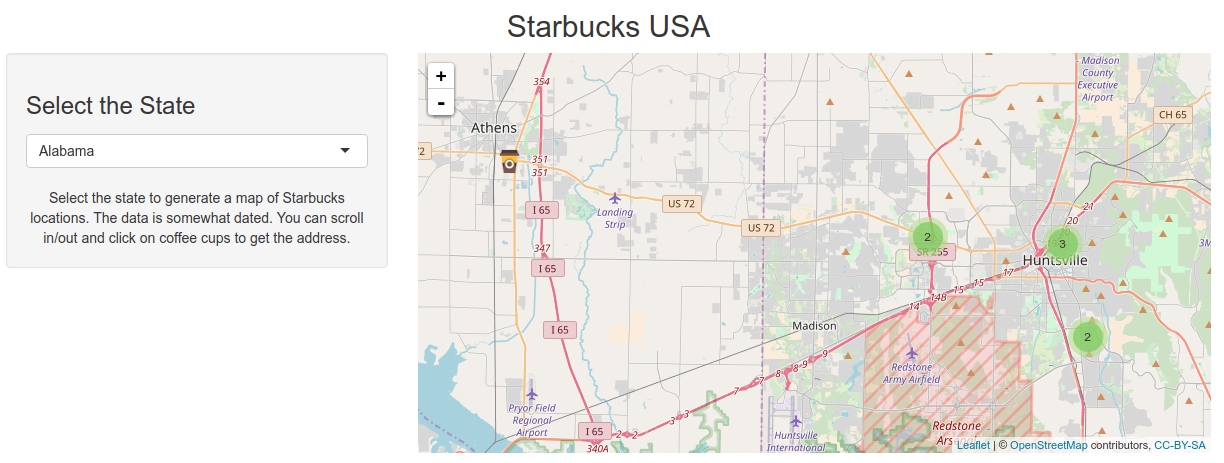 Starbucks USA
Select the State
Alabama
Select the state to generate a map of Starbucks
locations. The data is somewhat dated. You can scroll
in/out and click on coffee cups to get the address.
+
-
354
Athens
72
351
351
I 65
Landing
Strip
US 72
US 72
347
I 65
I 65
Madison
County
Executive
Airport
CH 65
21
20
2
SR 255
3
Huntsville
17
15
15
14B
14
Madison
9
9
8
8
7
7
3
3
2
2
2
Redstone
Army Airfield
Pryor Field
Regional
Airport
I 65
340A
Huntsville
International
Redstone
Leaflet | © OpenStreetMap contributors, CC-BY-SA